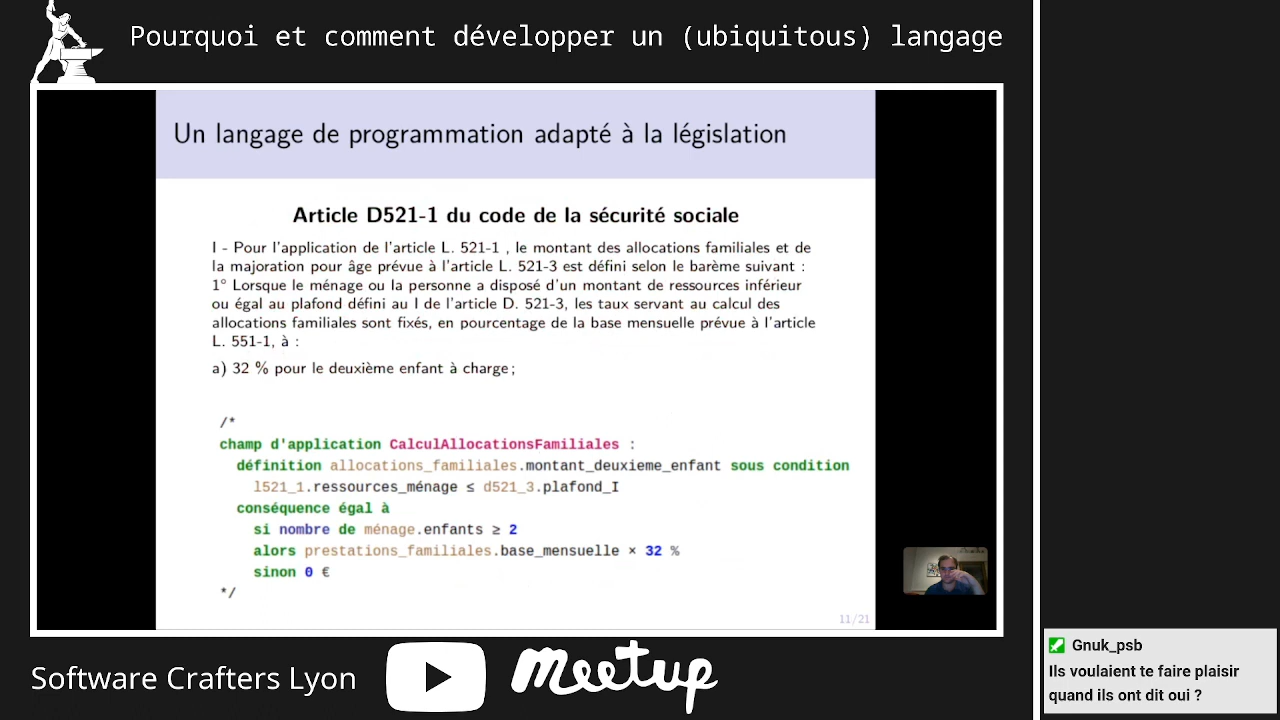 Pourquoi et comment développer un (ubiquitous) langage
Un langage de programmation adapté à la législation
Article D521-1 du code de la sécurité sociale
I - Pour l'application de l'article L. 521-1 , le montant des allocations familiales et de
la majoration pour âge prévue à l'article L. 521-3 est défini selon le barème suivant :
1° Lorsque le ménage ou la personne a disposé d'un montant de ressources inférieur
ou égal au plafond défini au I de l'article D. 521-3, les taux servant au calcul des
allocations familiales sont fixés, en pourcentage de la base mensuelle prévue à l'article
L. 551-1, à :
a) 32 % pour le deuxième enfant à charge ;
/*
champ d'application CalculAllocationsFamiliales :
définition allocations_familiales.montant_deuxieme_enfant sous condition
l521_1.ressources_ménage ≤ d521_3.plafond_I
conséquence égal à
si nombre de ménage.enfants ≥ 2
alors prestations_familiales.base_mensuelle × 32 %
sinon 0 €
*/
11/21
Software Crafters Lyon
meetup
Gnuk_psb
Ils voulaient te faire plaisir
quand ils ont dit oui ?